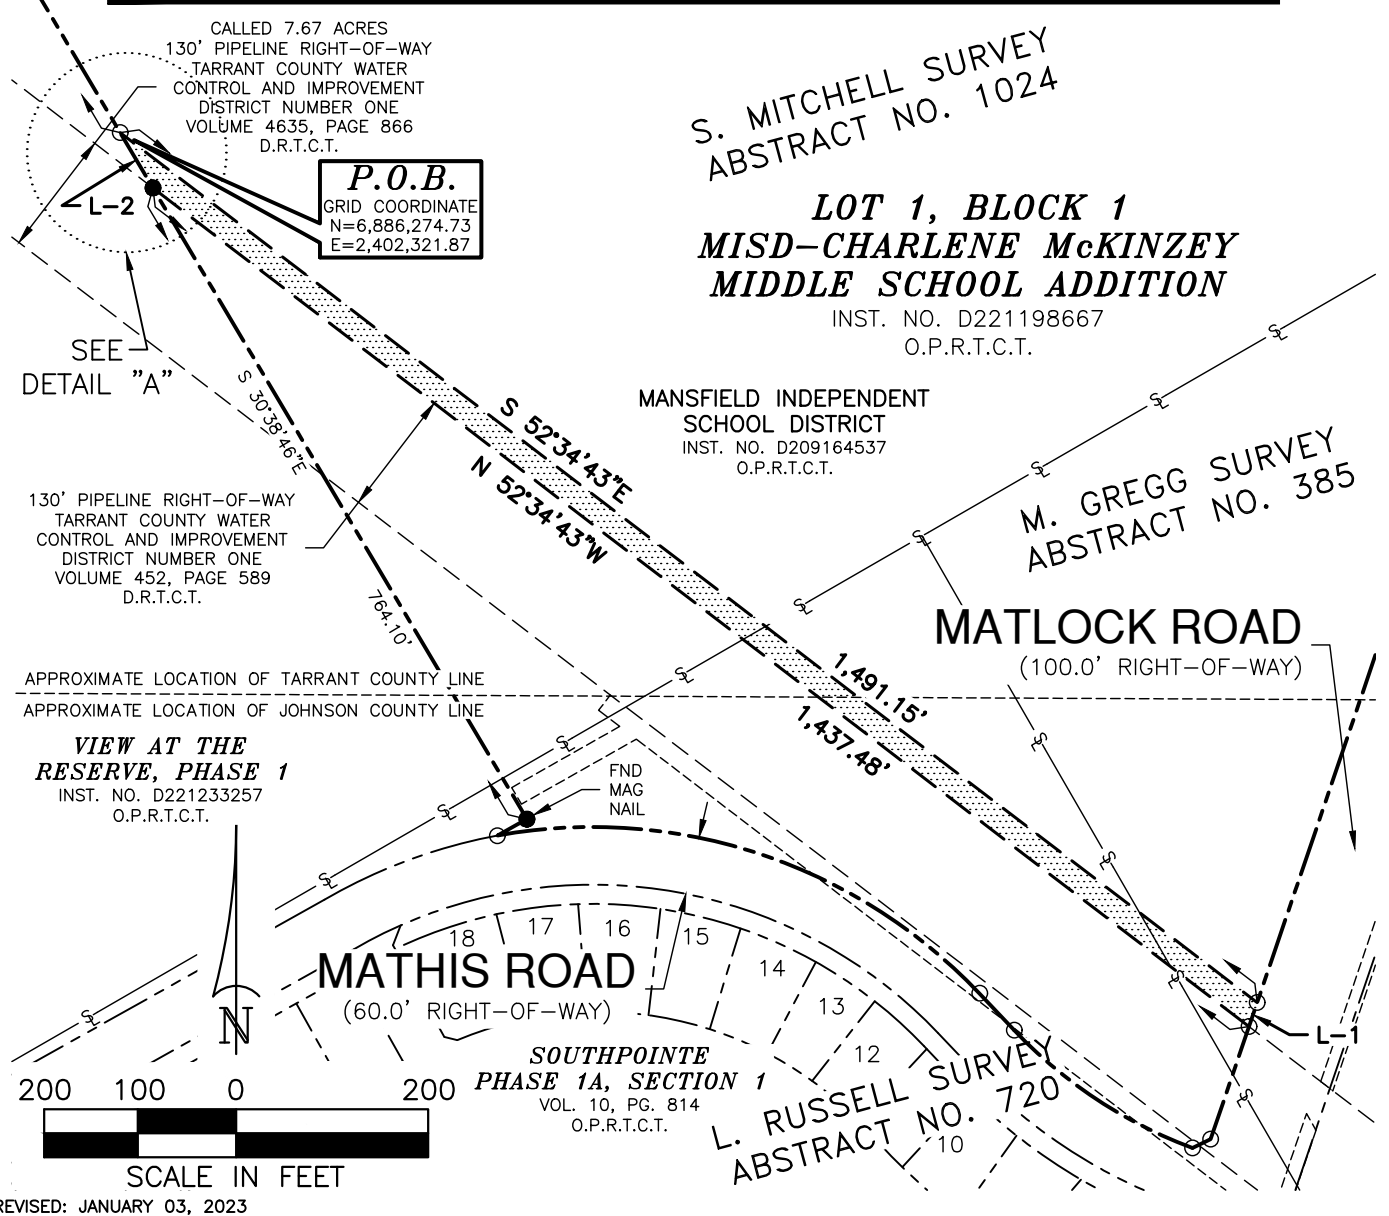 CALLED 7.67 ACRES
130' PIPELINE RIGHT-OF-WAY
TARRANT COUNTY WATER
CONTROL AND IMPROVEMENT
DISTRICT NUMBER ONE
VOLUME 4635, PAGE 866
D.R.T.C.T.
S. MITCHELL SURVEY
ABSTRACT NO. 1024
P.O.B.
GRID COORDINATE
N=6,886,274.73
E=2,402,321.87
L-2
LOT 1, BLOCK 1
MISD-CHARLENE McKINZEY
MIDDLE SCHOOL ADDITION
INST. NO. D221198667
O.P.R.T.C.T.
SEE
DETAIL "A"
S 30°38'46"E
764.10'
MANSFIELD INDEPENDENT
SCHOOL DISTRICT
INST. NO. D209164537
O.P.R.T.C.T.
S 52°34'43"E
N 52°34'43"W
M. GREGG SURVEY
ABSTRACT NO. 385
130' PIPELINE RIGHT-OF-WAY
TARRANT COUNTY WATER
CONTROL AND IMPROVEMENT
DISTRICT NUMBER ONE
VOLUME 452, PAGE 589
D.R.T.C.T.
MATLOCK ROAD
(100.0' RIGHT-OF-WAY)
APPROXIMATE LOCATION OF TARRANT COUNTY LINE
APPROXIMATE LOCATION OF JOHNSON COUNTY LINE
1,491.15'
1,437.48'
VIEW AT THE
RESERVE, PHASE 1
INST. NO. D221233257
O.P.R.T.C.T.
FND
MAG
NAIL
18
17
16
15
14
13
12
10
MATHIS ROAD
(60.0' RIGHT-OF-WAY)
N
L-1
SOUTHPOINTE
PHASE 1A, SECTION 1
VOL. 10, PG. 814
O.P.R.T.C.T.
L. RUSSELL SURVEY
ABSTRACT NO. 720
200 100 0 200
SCALE IN FEET
REVISED: JANUARY 03, 2023